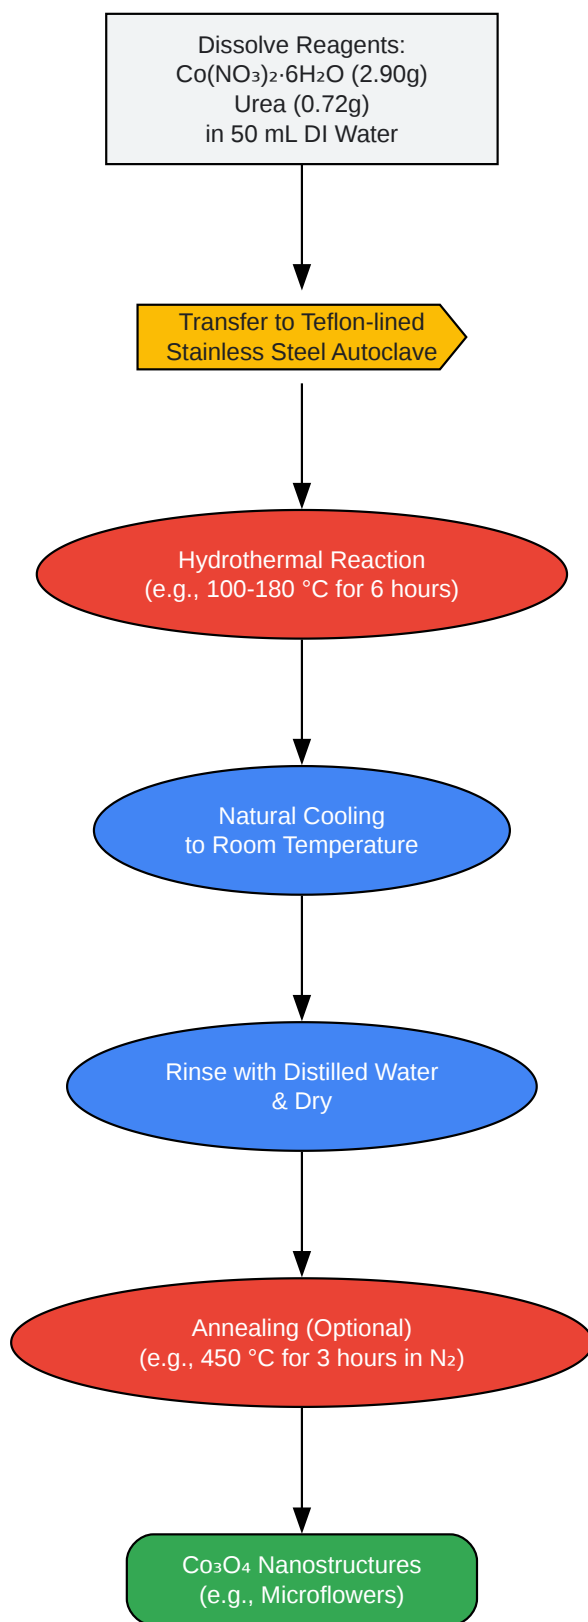 Dissolve Reagents:
Co(NO₃)₂·6H₂O (2.90g)
Urea (0.72g)
in 50 mL DI Water
Transfer to Teflon-lined
Stainless Steel Autoclave
Hydrothermal Reaction
(e.g., 100-180 °C for 6 hours)
Natural Cooling
to Room Temperature
Rinse with Distilled Water
& Dry
Annealing (Optional)
(e.g., 450 °C for 3 hours in N₂)
Co₃O₄ Nanostructures
(e.g., Microflowers)